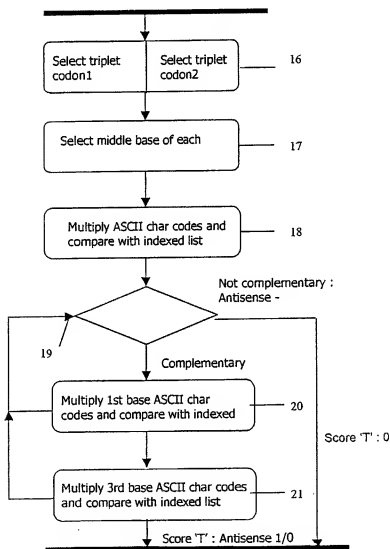 Select triplet codon1
Select triplet codon2
16
Select middle base of each
17
Multiply ASCII char codes and
compare with indexed list
18
Not complementary :
Antisense -
19
Complementary
Multiply 1st base ASCII char
codes and compare with indexed
20
Score 'T' : 0
Multiply 3rd base ASCII char codes
and compare with indexed list
21
Score 'T' : Antisense 1/0